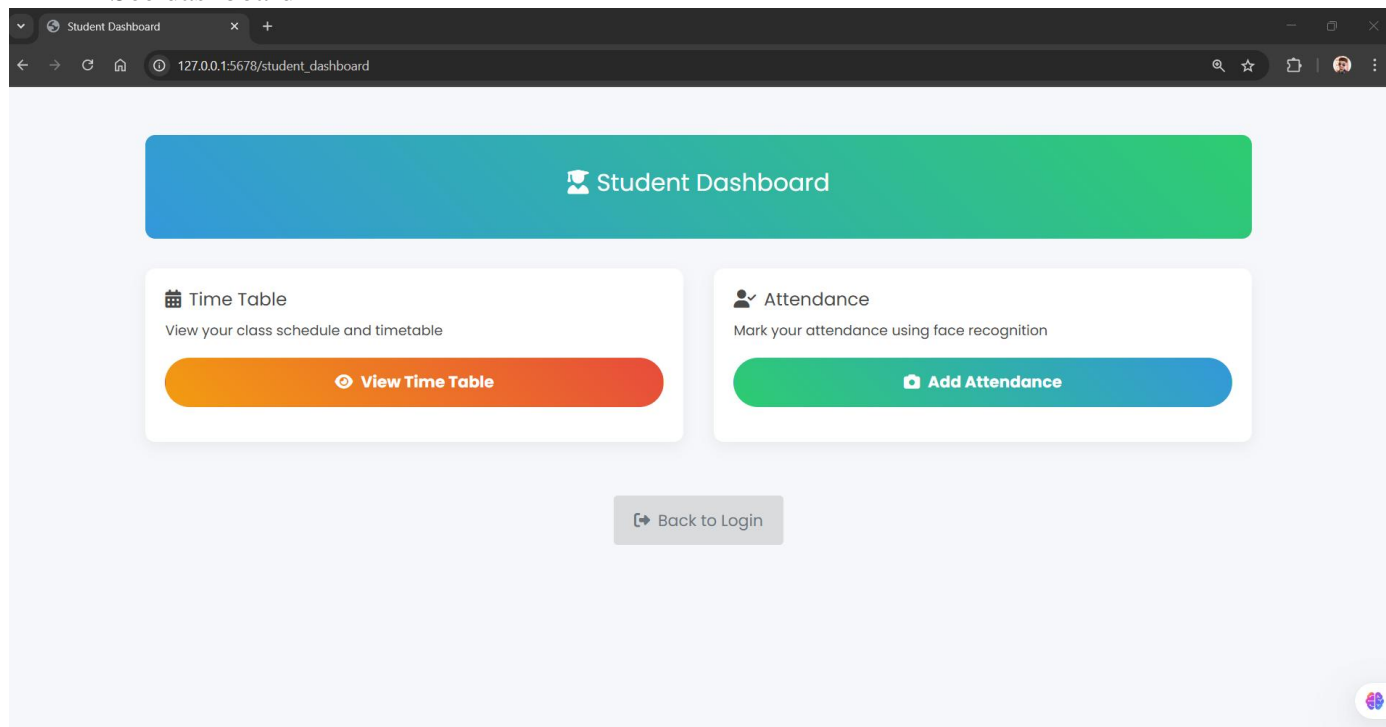 Student Dashboard
127.0.0.1:5678/student_dashboard
Student Dashboard
Time Table
View your class schedule and timetable
View Time Table
Attendance
Mark your attendance using face recognition
Add Attendance
Back to Login